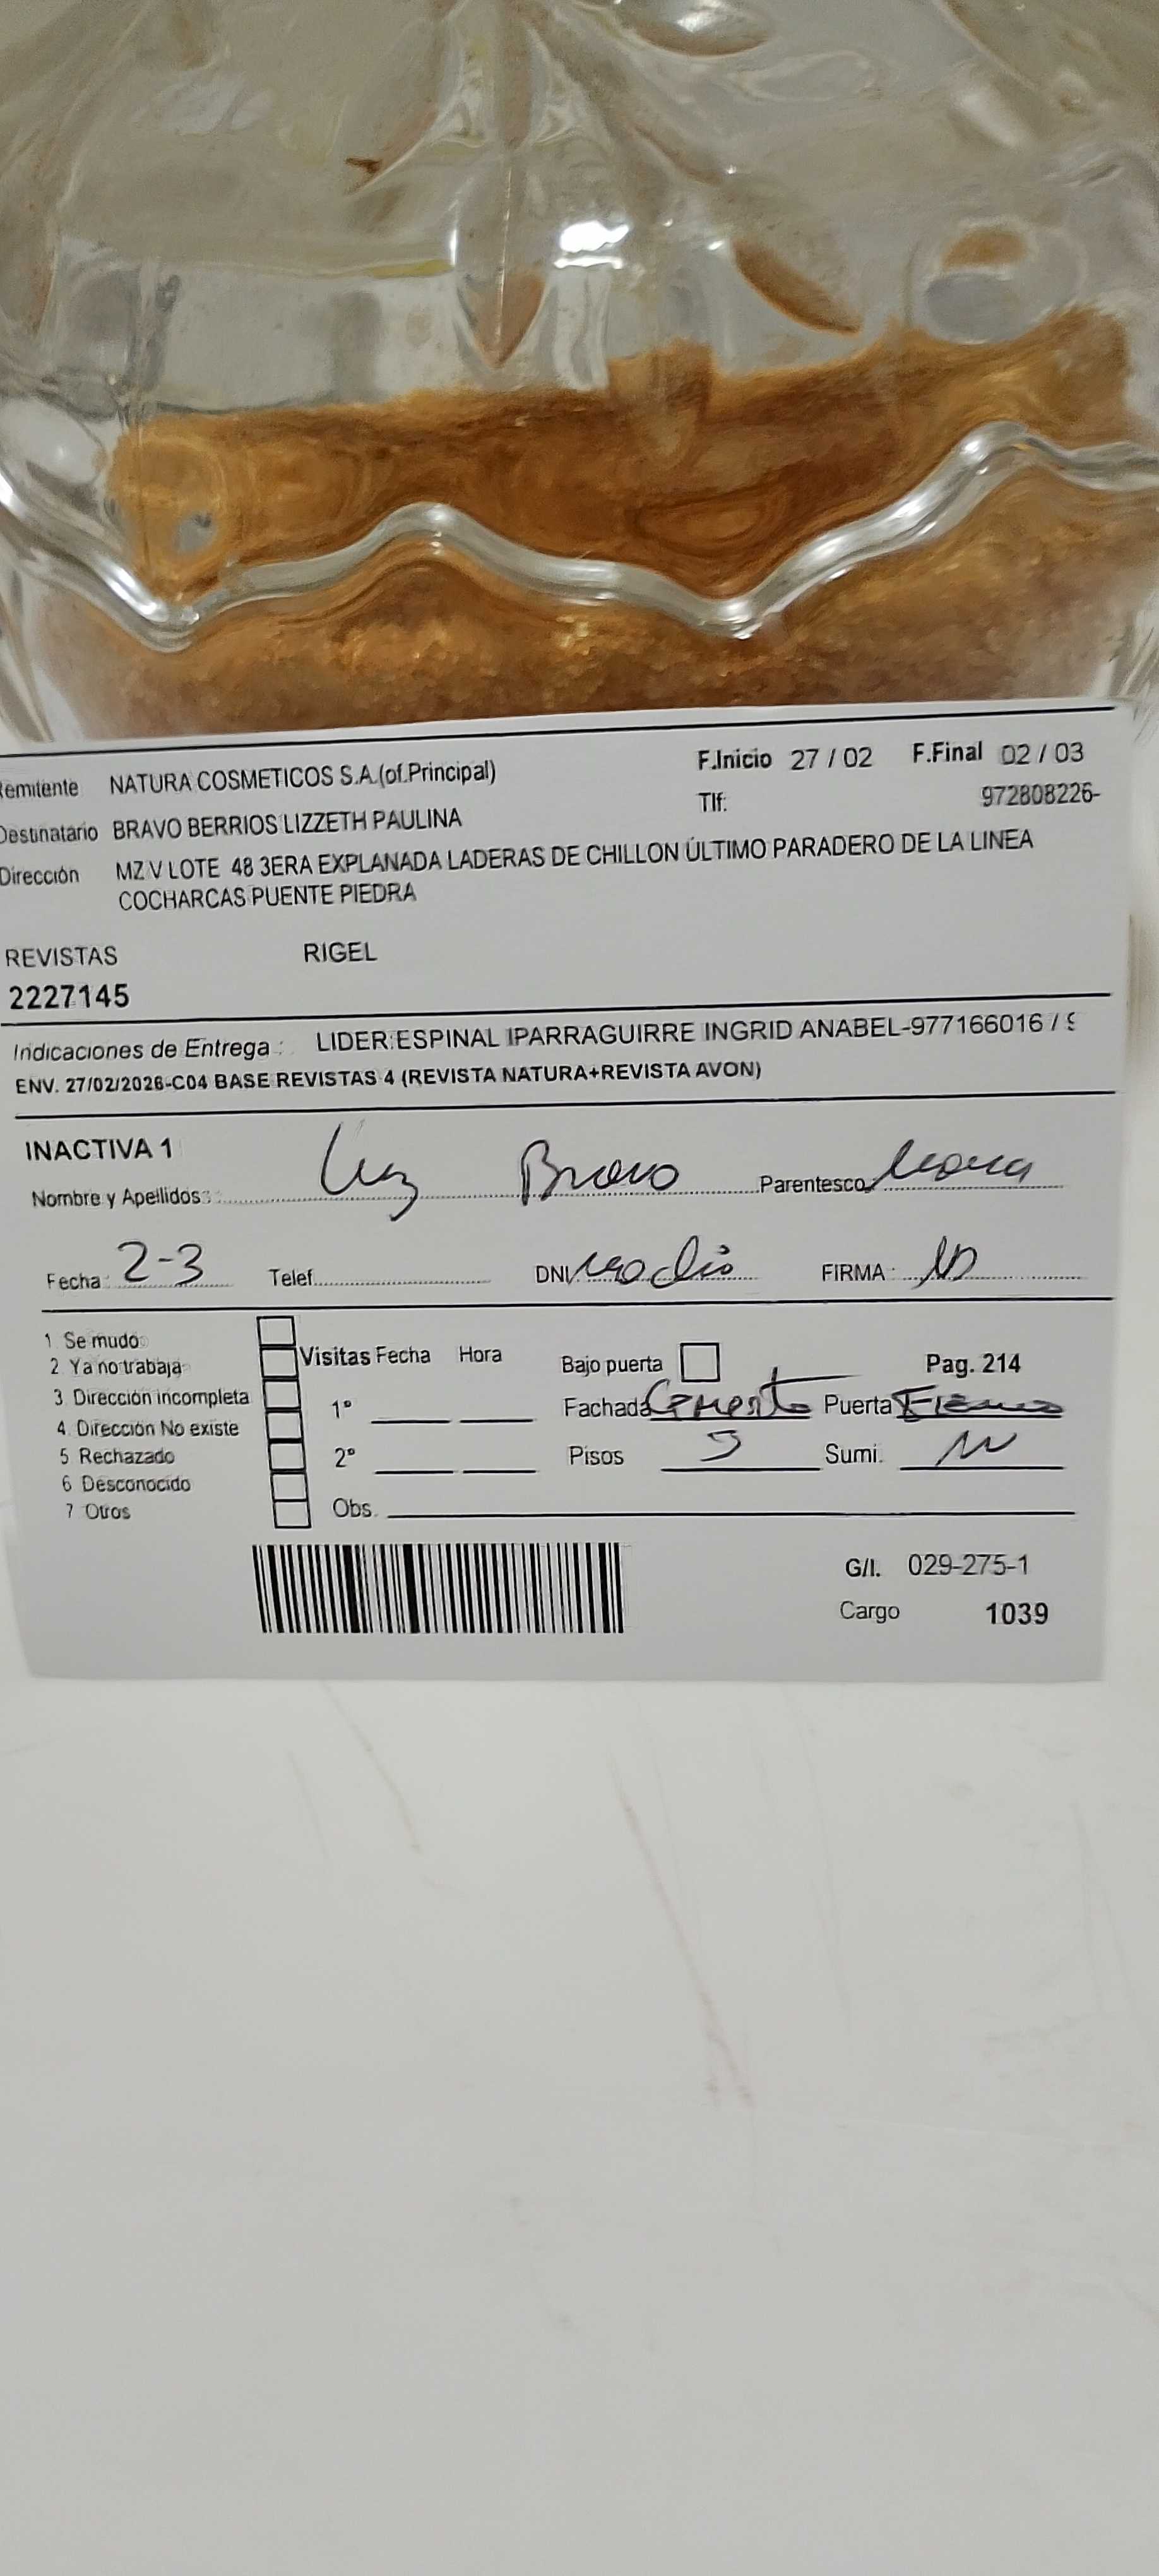 Remitente NATURA COSMETICOS S.A.(of.Principal) F.Inicio 27 / 02 F.Final 02 / 03
Destinatario BRAVO BERRIOS LIZZETH PAULINA Tlf: 972808226-
Dirección MZ V LOTE 48 3ERA EXPLANADA LADERAS DE CHILLON ÚLTIMO PARADERO DE LA LINEA
COCHARCAS PUENTE PIEDRA
REVISTAS RIGEL
2227145
Indicaciones de Entrega : LIDER:ESPINAL IPARRAGUIRRE INGRID ANABEL-977166016 / 9
ENV. 27/02/2026-C04 BASE REVISTAS 4 (REVISTA NATURA+REVISTA AVON)
INACTIVA 1
Nombre y Apellidos: Luz Bravo Parentesco
Fecha: 2-3 Telef. DNI no dio FIRMA:
1 Se mudo
2 Ya no trabaja Visitas Fecha Hora Bajo puerta Pag. 214
3 Dirección incompleta 1° Fachada Puerta
4 Dirección No existe
5 Rechazado 2° Pisos Sumi.
6 Desconocido
7 Otros Obs.
G/I. 029-275-1
Cargo 1039